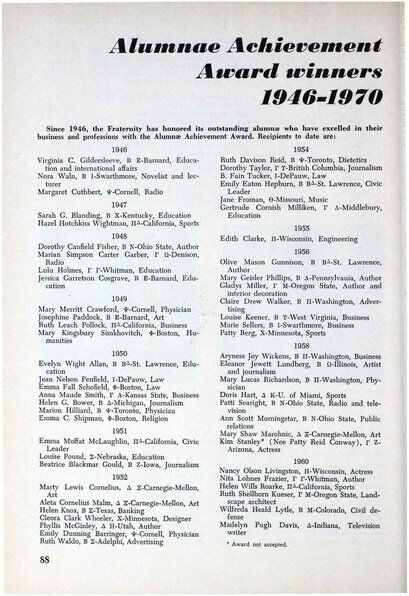 Alumnae Achievement
Award winners
1946-1970
Since 1946, the Fraternity has honored its outstanding alumnæ who have excelled in their
business and professions with the Alumnæ Achievement Award. Recipients to date are:
1946
Virginia C. Gildersleeve, B E-Barnard, Educa-
tion and international affairs
Nora Waln, B I-Swarthmore, Novelist and lec-
turer
Margaret Cuthbert, Ψ-Cornell, Radio
1947
Sarah G. Blanding, B X-Kentucky, Education
Hazel Hotchkiss Wightman, ΠΔ-California, Sports
1948
Dorothy Canfield Fisher, B N-Ohio State, Author
Marian Simpson Carter Garber, Γ Ω-Denison,
Radio
Lulu Holmes, Γ Γ-Whitman, Education
Jessica Garretson Cosgrave, B E-Barnard, Edu-
cation
1949
Mary Merritt Crawford, Ψ-Cornell, Physician
Josephine Paddock, B E-Barnard, Art
Ruth Leach Pollock, ΠΔ-California, Business
Mary Kingsbury Simkhovitch, Φ-Boston, Hu-
manities
1950
Evelyn Wight Allan, B BΔ-St. Lawrence, Edu-
cation
Jean Nelson Penfield, I-DePauw, Law
Emma Fall Schofield, Φ-Boston, Law
Anna Maude Smith, Γ A-Kansas State, Business
Helen G. Bower, B Δ-Michigan, Journalism
Marion Hilliard, B Ψ-Toronto, Physician
Emma C. Shipman, Φ-Boston, Religion
1951
Emma Moffat McLaughlin, ΠΔ-California, Civic
Leader
Louise Pound, Σ-Nebraska, Education
Beatrice Blackmar Gould, B Z-Iowa, Journalism
1952
Marty Lewis Cornelius, Δ Ξ-Carnegie-Mellon,
Art
Aleta Cornelius Malm, Δ Ξ-Carnegie-Mellon, Art
Helen Knox, B Ξ-Texas, Banking
Cleora Clark Wheeler, X-Minnesota, Designer
Phyllis McGinley, Δ H-Utah, Author
Emily Dunning Barringer, Ψ-Cornell, Physician
Ruth Waldo, B Σ-Adelphi, Advertising
88
1954
Ruth Davison Reid, B Ψ-Toronto, Dietetics
Dorothy Taylor, Γ Υ-British Columbia, Journalism
B. Fain Tucker, I-DePauw, Law
Emily Eaton Hepburn, B BΔ-St. Lawrence, Civic
Leader
Jane Froman, Θ-Missouri, Music
Gertrude Cornish Milliken, Γ Λ-Middlebury,
Education
1955
Edith Clarke, H-Wisconsin, Engineering
1956
Olive Mason Gunnison, B BΔ-St. Lawrence,
Author
Mary Geisler Phillips, B A-Pennsylvania, Author
Gladys Miller, Γ M-Oregon State, Author and
interior decoration
Claire Drew Walker, B Π-Washington, Adver-
tising
Louise Keener, B Υ-West Virginia, Business
Marie Sellers, B I-Swarthmore, Business
Patty Berg, X-Minnesota, Sports
1958
Aryness Joy Wickens, B Π-Washington, Business
Eleanor Jewett Lundberg, B Λ-Illinois, Artist
and journalism
Mary Lucas Richardson, B Π-Washington, Phy-
sician
Doris Hart, Δ K-U. of Miami, Sports
Patti Searight, B N-Ohio State, Radio and tele-
vision
Ann Scott Morningstar, B N-Ohio State, Public
relations
Mary Shaw Marohnic, Δ Ξ-Carnegie-Mellon, Art
Kim Stanley* (Nee Patty Reid Conway), Γ Z-
Arizona, Actress
1960
Nancy Olson Livingston, H-Wisconsin, Actress
Nita Lohnes Frazier, Γ Γ-Whitman, Author
Helen Wills Roarke, ΠΔ-California, Sports
Ruth Shellhorn Kueser, Γ M-Oregon State, Land-
scape architect
Wilfreda Heald Lytle, B M-Colorado, Civil de-
fense
Madelyn Pugh Davis, Δ-Indiana, Television
writer
* Award not accepted.